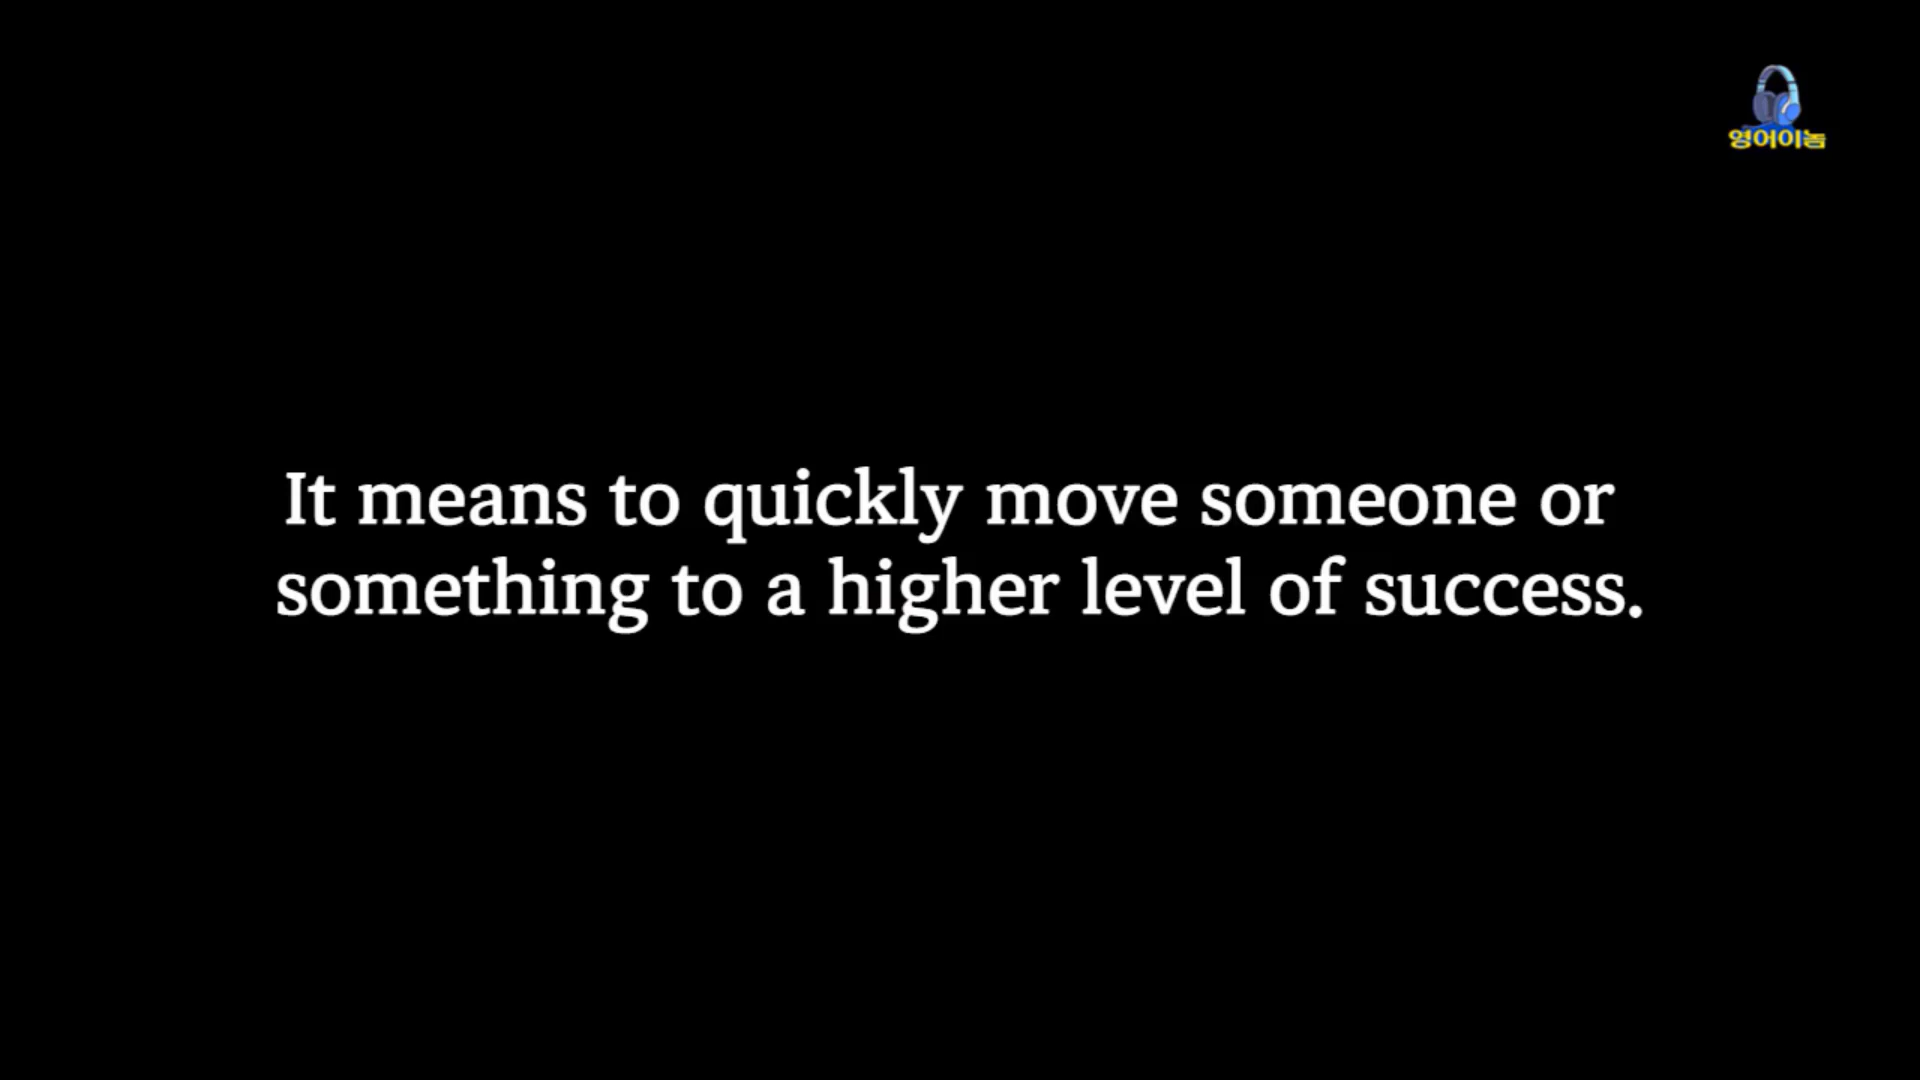 영어이놈
It means to quickly move someone or
something to a higher level of success.